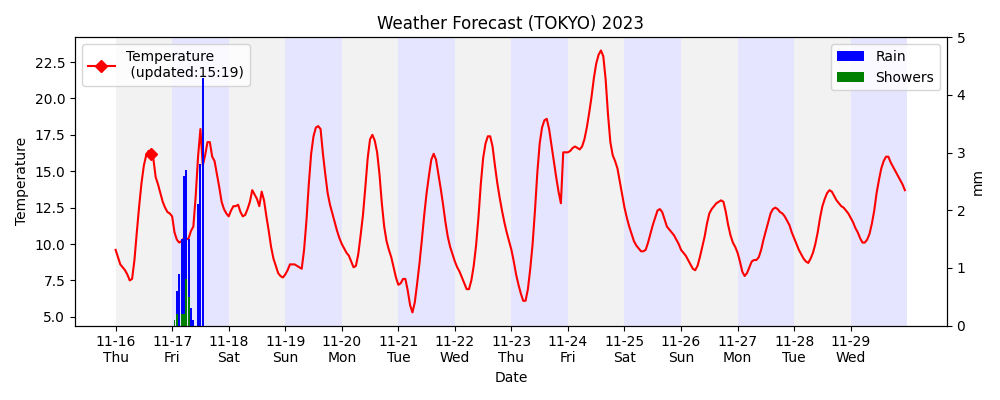 Weather Forecast (TOKYO) 2023
Temperature
(updated:15:19)
Rain
Showers
Temperature
22.5
20.0
17.5
15.0
12.5
10.0
7.5
5.0
5
4
3
2
1
0
mm
11-16 11-17 11-18 11-19 11-20 11-21 11-22 11-23 11-24 11-25 11-26 11-27 11-28 11-29
Thu Fri Sat Sun Mon Tue Wed Thu Fri Sat Sun Mon Tue Wed
Date